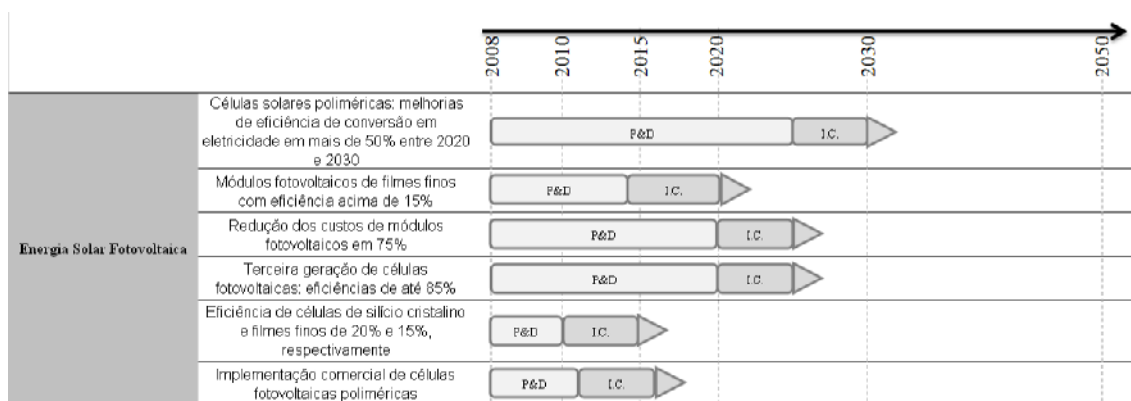 2008
2010
2015
2020
2030
2050
Energia Solar Fotovoltaica
Células solares poliméricas: melhorias
de eficiência de conversão em
eletricidade em mais de 50% entre 2020
e 2030
P&D
I.C.
Módulos fotovoltaicos de filmes finos
com eficiência acima de 15%
P&D
I.C.
Redução dos custos de módulos
fotovoltaicos em 75%
P&D
I.C.
Terceira geração de células
fotovoltaicas: eficiências de até 85%
P&D
I.C.
Eficiência de células de silício cristalino
e filmes finos de 20% e 15%,
respectivamente
P&D
I.C.
Implementação comercial de células
fotovoltaicas poliméricas
P&D
I.C.